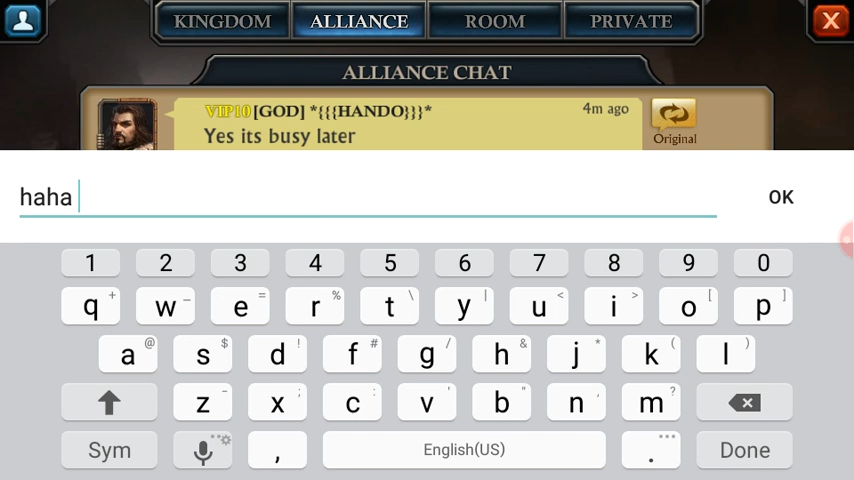 KINGDOM ALLIANCE ROOM PRIVATE X
ALLIANCE CHAT
VIP10[GOD] *{{{HANDO}}}* 4m ago
Yes its busy later
Original
haha
OK
1 2 3 4 5 6 7 8 9 0
q + w _ e = r % t \ y | u < i > o [ p ]
a @ s $ d ! f # g / h & j * k ( l )
z - x ; c : v ' b " n , m ?
Sym , English(US) . ... Done